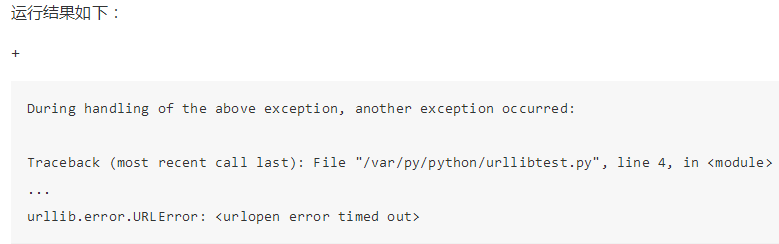 运行结果如下：
+
During handling of the above exception, another exception occurred:
Traceback (most recent call last): File "/var/py/python/urllibtest.py", line 4, in <module>
...
urllib.error.URLError: <urlopen error timed out>